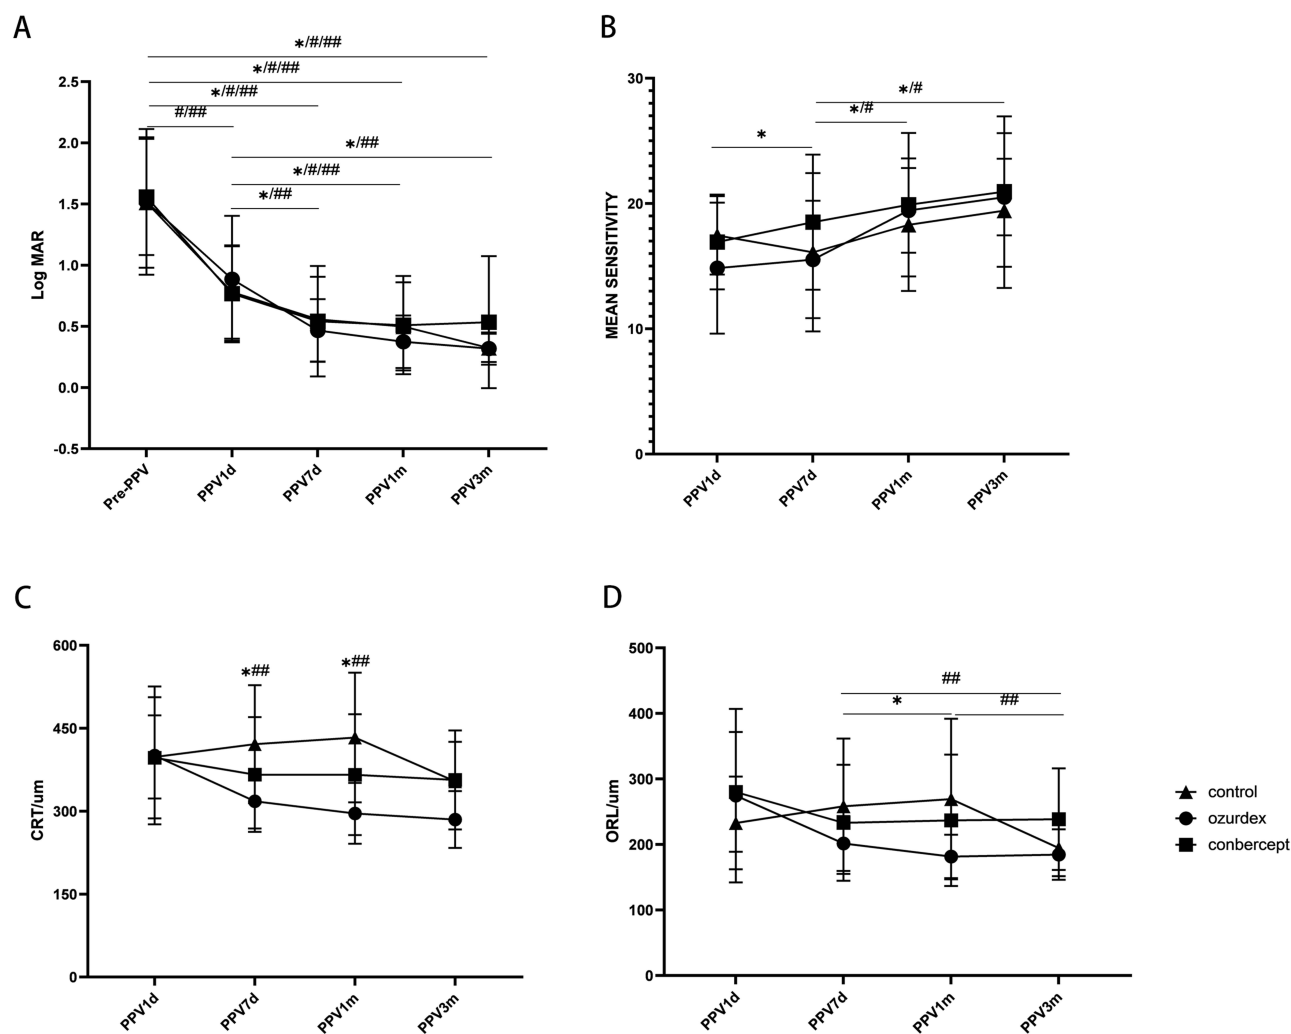 A
*/#/##
*/#/##
*/#/##
#/##
*/##
*/#/##
*/##
2.5
2.0
1.5
1.0
0.5
0.0
-0.5
Log MAR
Pre-PPV
PPV1d
PPV7d
PPV1m
PPV3m
B
*/#
*/#
*
30
20
10
0
MEAN SENSITIVITY
PPV1d
PPV7d
PPV1m
PPV3m
C
*##
*##
600
450
300
150
0
CRT/um
PPV1d
PPV7d
PPV1m
PPV3m
D
##
*
##
500
400
300
200
100
0
ORL/um
PPV1d
PPV7d
PPV1m
PPV3m
control
ozurdex
conbercept